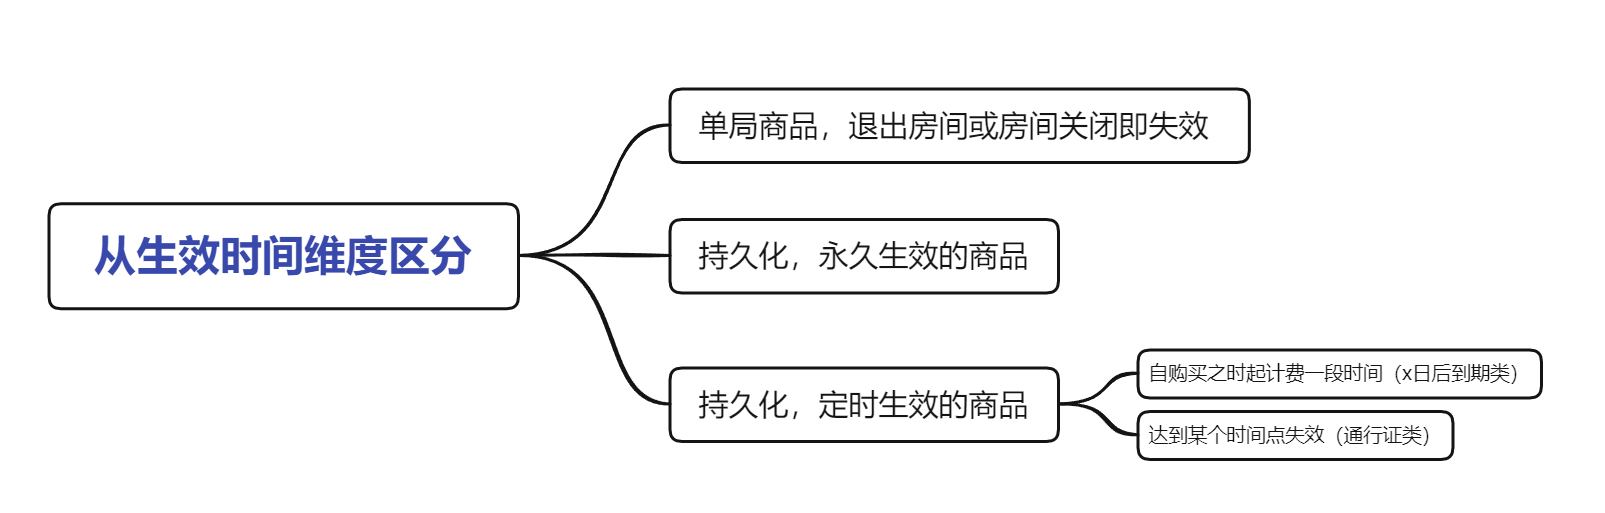 从生效时间维度区分
单局商品，退出房间或房间关闭即失效
持久化，永久生效的商品
持久化，定时生效的商品
自购买之时起计费一段时间（x日后到期类）
达到某个时间点失效（通行证类）